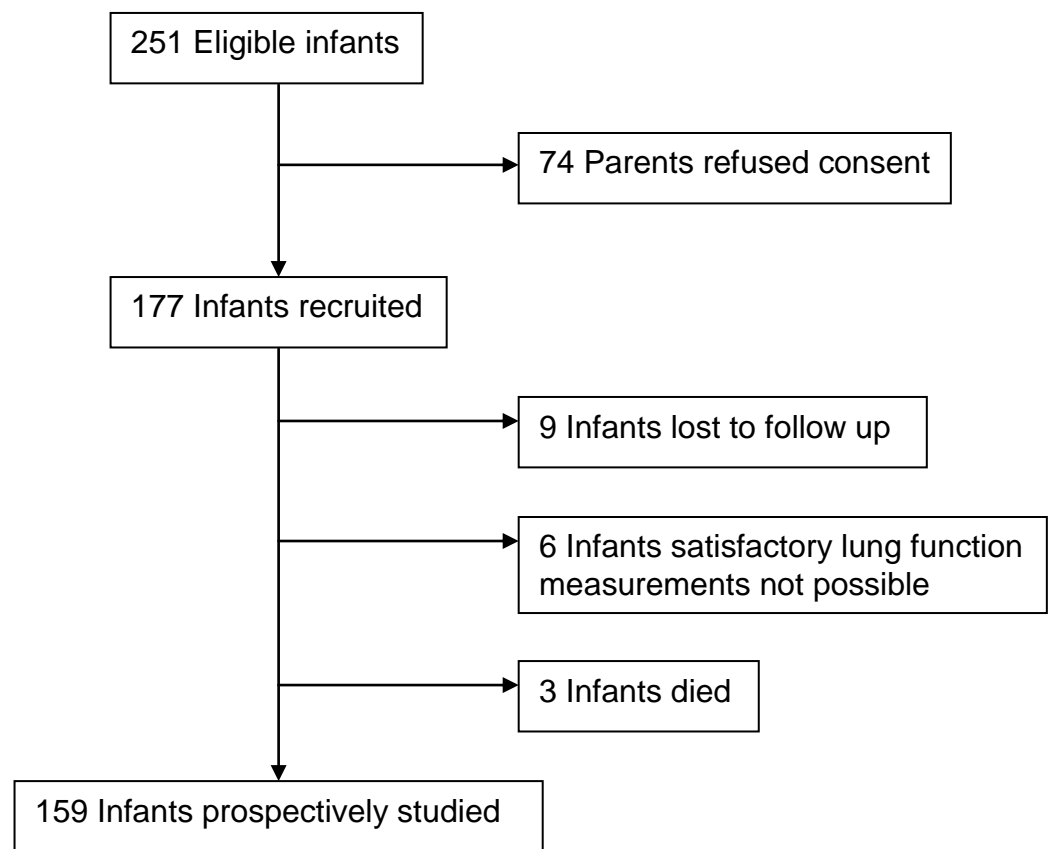 251 Eligible infants
74 Parents refused consent
177 Infants recruited
9 Infants lost to follow up
6 Infants satisfactory lung function
measurements not possible
3 Infants died
159 Infants prospectively studied